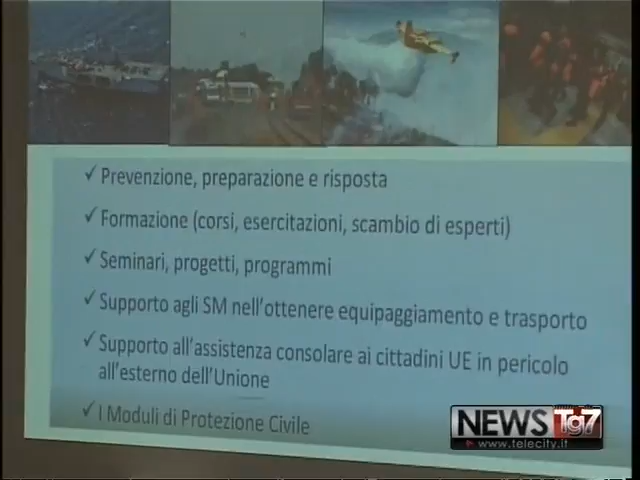 ✓ Prevenzione, preparazione e risposta
✓ Formazione (corsi, esercitazioni, scambio di esperti)
✓ Seminari, progetti, programmi
✓ Supporto agli SM nell'ottenere equipaggiamento e trasporto
✓ Supporto all'assistenza consolare ai cittadini UE in pericolo
all'esterno dell'Unione
✓ I Moduli di Protezione Civile
NEWS Tg7
www.telecity.it